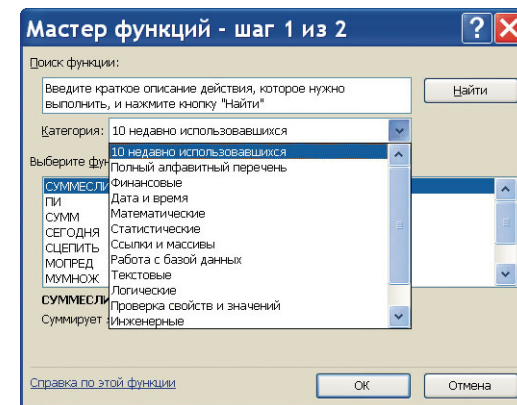 Мастер функций - шаг 1 из 2
Поиск функции:
Введите краткое описание действия, которое нужно
выполнить, и нажмите кнопку "Найти"
Найти
Категория: 10 недавно использовавшихся
10 недавно использовавшихся
Полный алфавитный перечень
Финансовые
Дата и время
Математические
Статистические
Ссылки и массивы
Работа с базой данных
Текстовые
Логические
Проверка свойств и значений
Инженерные
Выберите
СУММЕСЛИ
ПИ
СУММ
СЕГОДНЯ
СЦЕПИТЬ
МОПРЕД
МУМНОЖ
СУММЕСЛИ
Суммирует
Справка по этой функции
ОК
Отмена